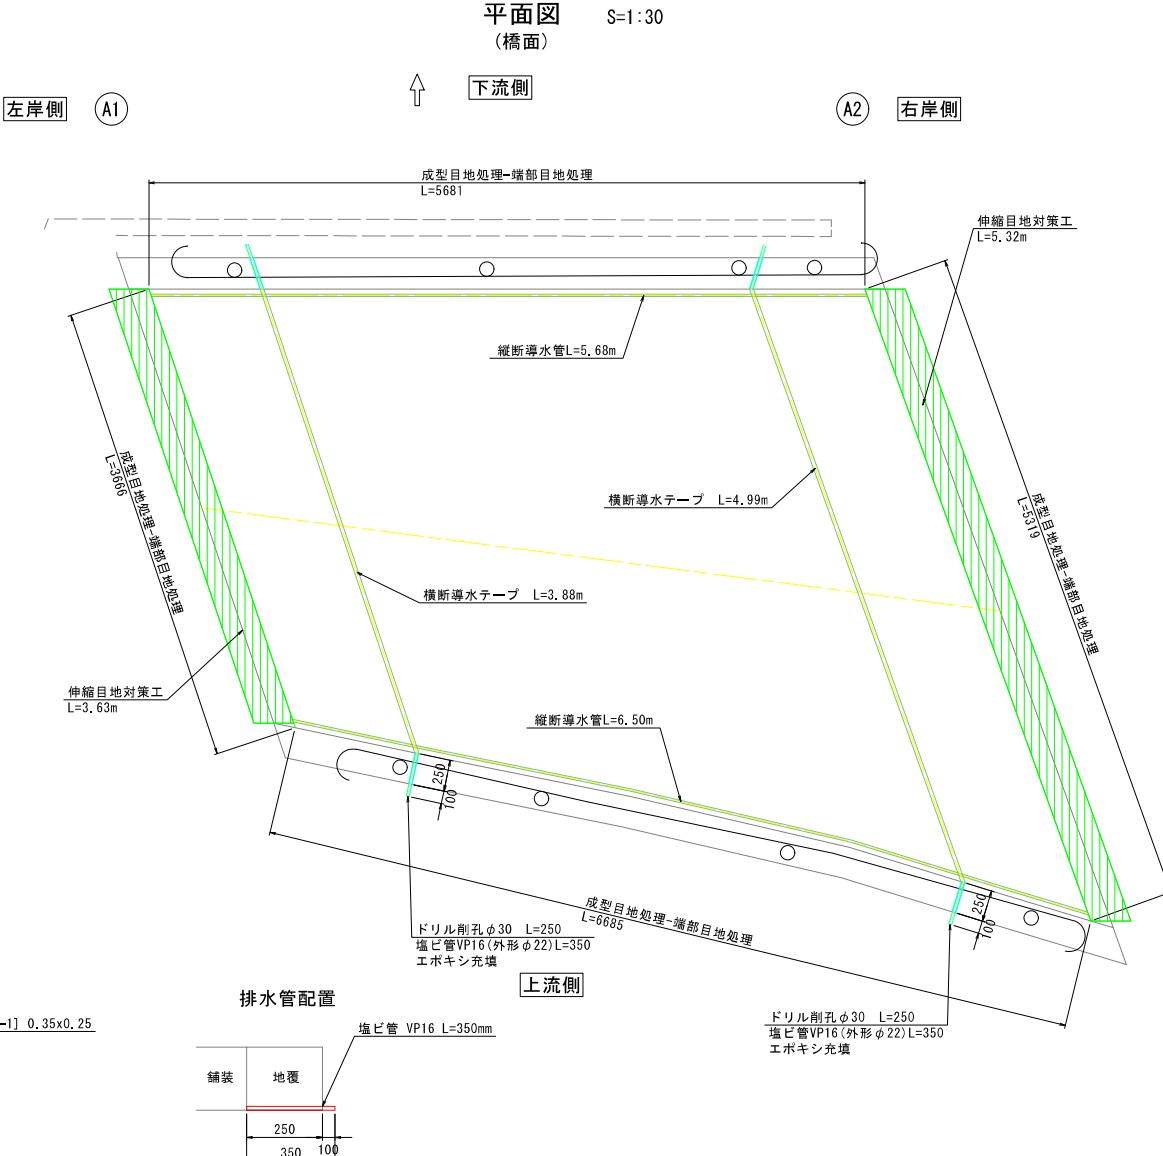 平面図 S=1:30
(橋面)
下流側
左岸側 A1
A2 右岸側
成型目地処理-端部目地処理
L=5681
伸縮目地対策工
L=5.32m
縦断導水管L=5.68m
成型目地処理-端部目地処理
L=3666
横断導水テープ L=4.99m
成型目地処理-端部目地処理
L=5319
横断導水テープ L=3.88m
伸縮目地対策工
L=3.63m
縦断導水管L=6.50m
250
100
250
100
成型目地処理-端部目地処理
L=6685
ドリル削孔φ30 L=250
塩ビ管VP16(外形φ22)L=350
エポキシ充填
上流側
ドリル削孔φ30 L=250
塩ビ管VP16(外形φ22)L=350
エポキシ充填
排水管配置
-1] 0.35x0.25
塩ビ管 VP16 L=350mm
舗装 地覆
250
100
350